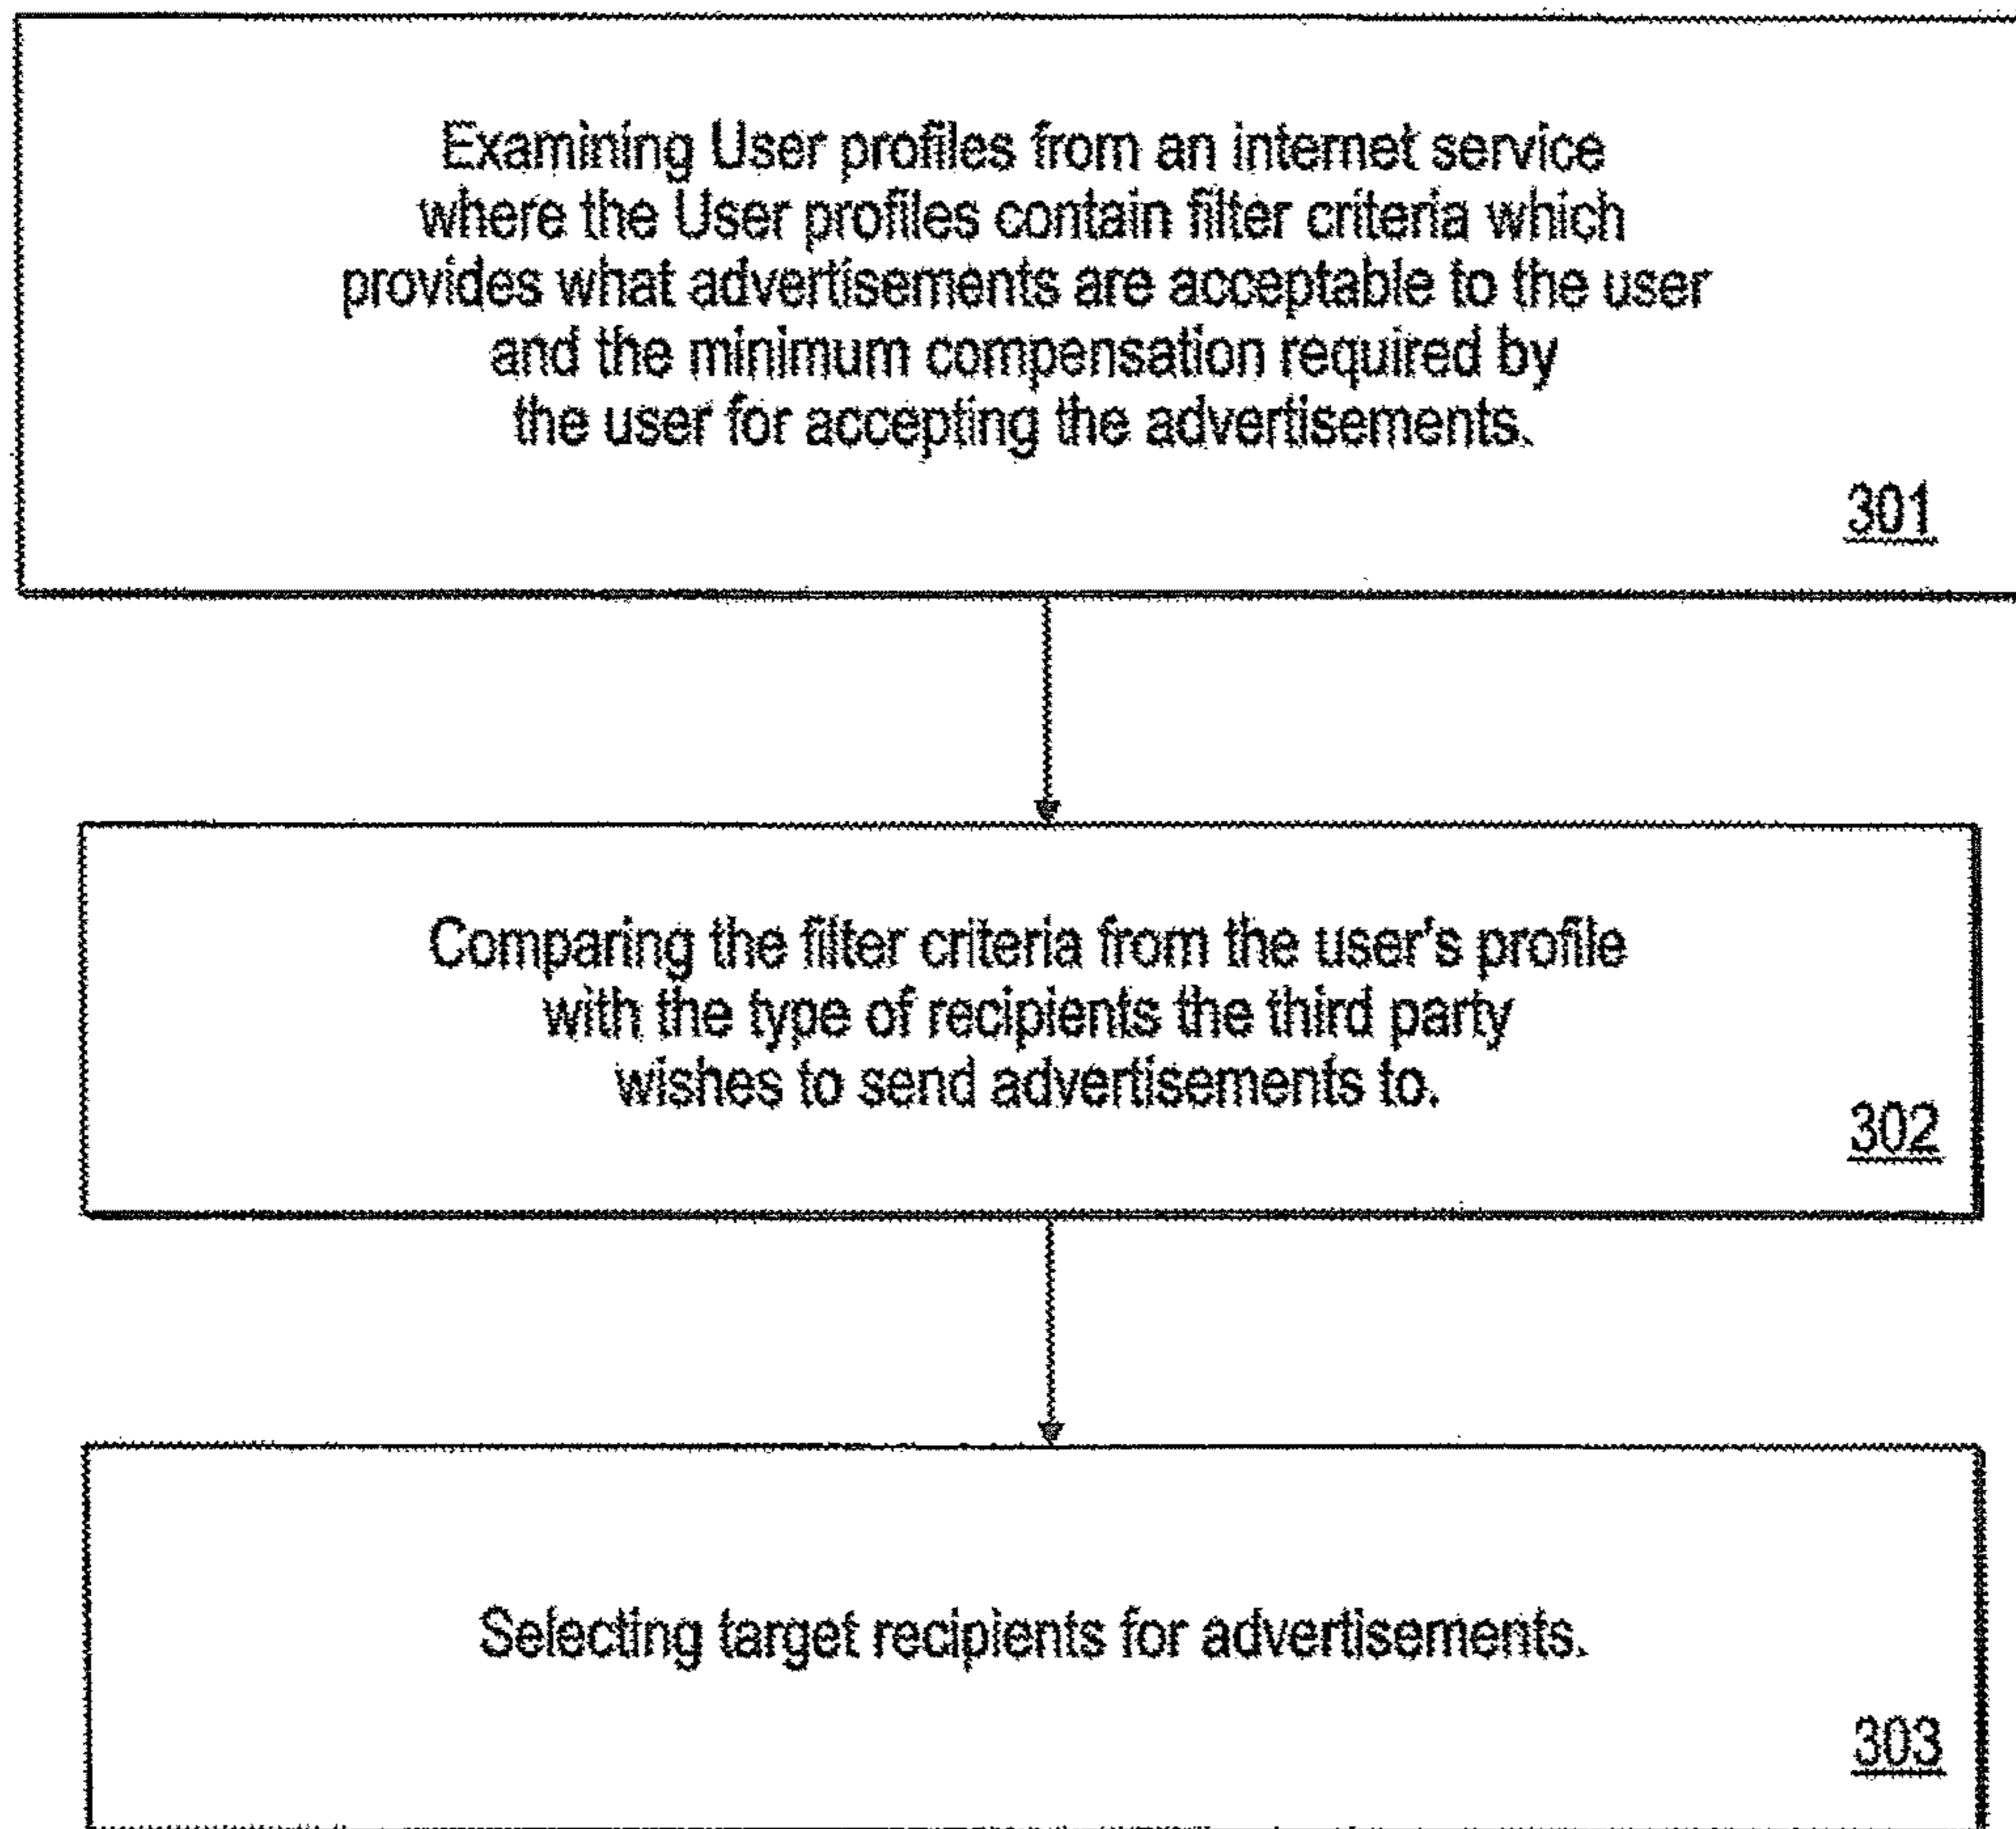 Examining User profiles from an internet service
where the User profiles contain filter criteria which
provides what advertisements are acceptable to the user
and the minimum compensation required by
the user for accepting the advertisements.
301
Comparing the filter criteria from the user's profile
with the type of recipients the third party
wishes to send advertisements to.
302
Selecting target recipients for advertisements.
303